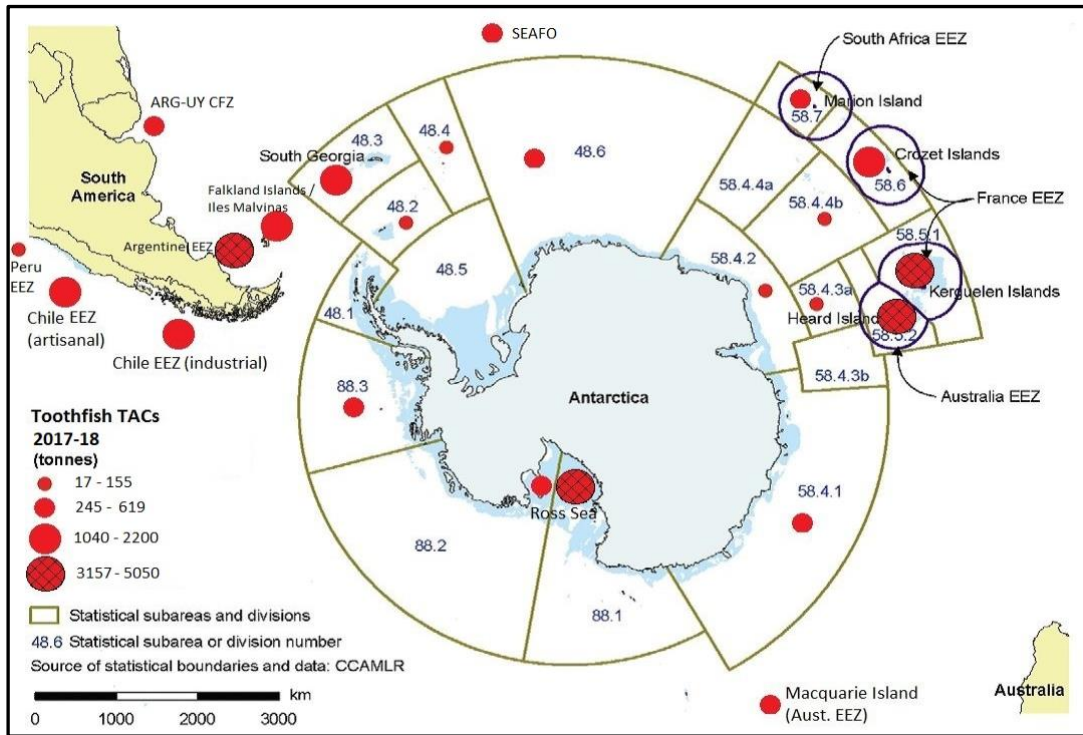 SEAFO
South Africa EEZ
Marion Island
58.7
ARG-UY CFZ
48.3
48.4
48.6
Crozet Islands
58.6
South Georgia
58.4.4a
France EEZ
South
America
Falkland Islands /
Iles Malvinas
48.2
58.4.4b
58.5.1
Argentine EEZ
48.5
58.4.2
Peru
EEZ
58.4.3a
Kerguelen Islands
Heard Island
58.5.2
Chile EEZ
(artisanal)
48.1
Chile EEZ (industrial)
58.4.3b
88.3
Antarctica
Australia EEZ
Toothfish TACs
2017-18
(tonnes)
17 - 155
245 - 619
1040 - 2200
3157 - 5050
Ross Sea
58.4.1
88.2
88.1
Statistical subareas and divisions
48.6 Statistical subarea or division number
Source of statistical boundaries and data: CCAMLR
km
0 1000 2000 3000
Macquarie Island
(Aust. EEZ)
Australia